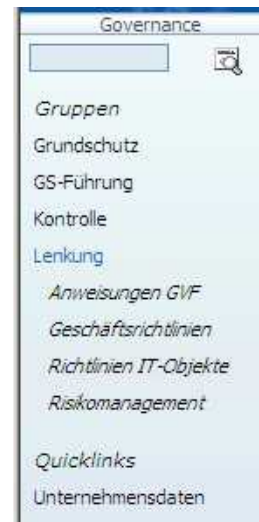 Governance
Gruppen
Grundschutz
GS-Führung
Kontrolle
Lenkung
Anweisungen GVF
Geschäftsrichtlinien
Richtlinien IT-Objekte
Risikomanagement
Quicklinks
Unternehmensdaten